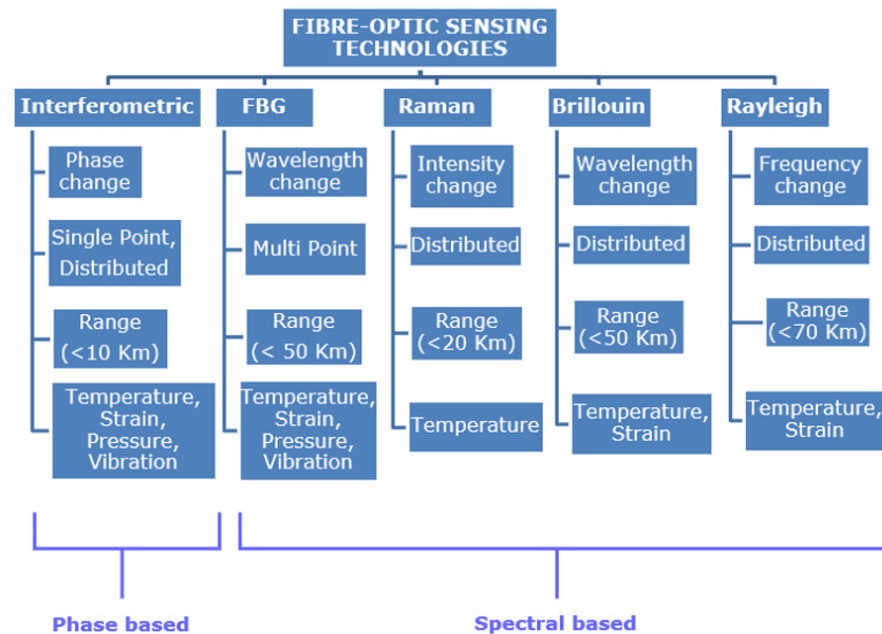 FIBRE-OPTIC SENSING
TECHNOLOGIES
Interferometric
Phase
change
Single Point,
Distributed
Range
(<10 Km)
Temperature,
Strain,
Pressure,
Vibration
FBG
Wavelength
change
Multi Point
Range
(< 50 Km)
Temperature,
Strain,
Pressure,
Vibration
Raman
Intensity
change
Distributed
Range
(<20 Km)
Temperature
Brillouin
Wavelength
change
Distributed
Range
(<50 Km)
Temperature,
Strain
Rayleigh
Frequency
change
Distributed
Range
(<70 Km)
Temperature,
Strain
Phase based
Spectral based